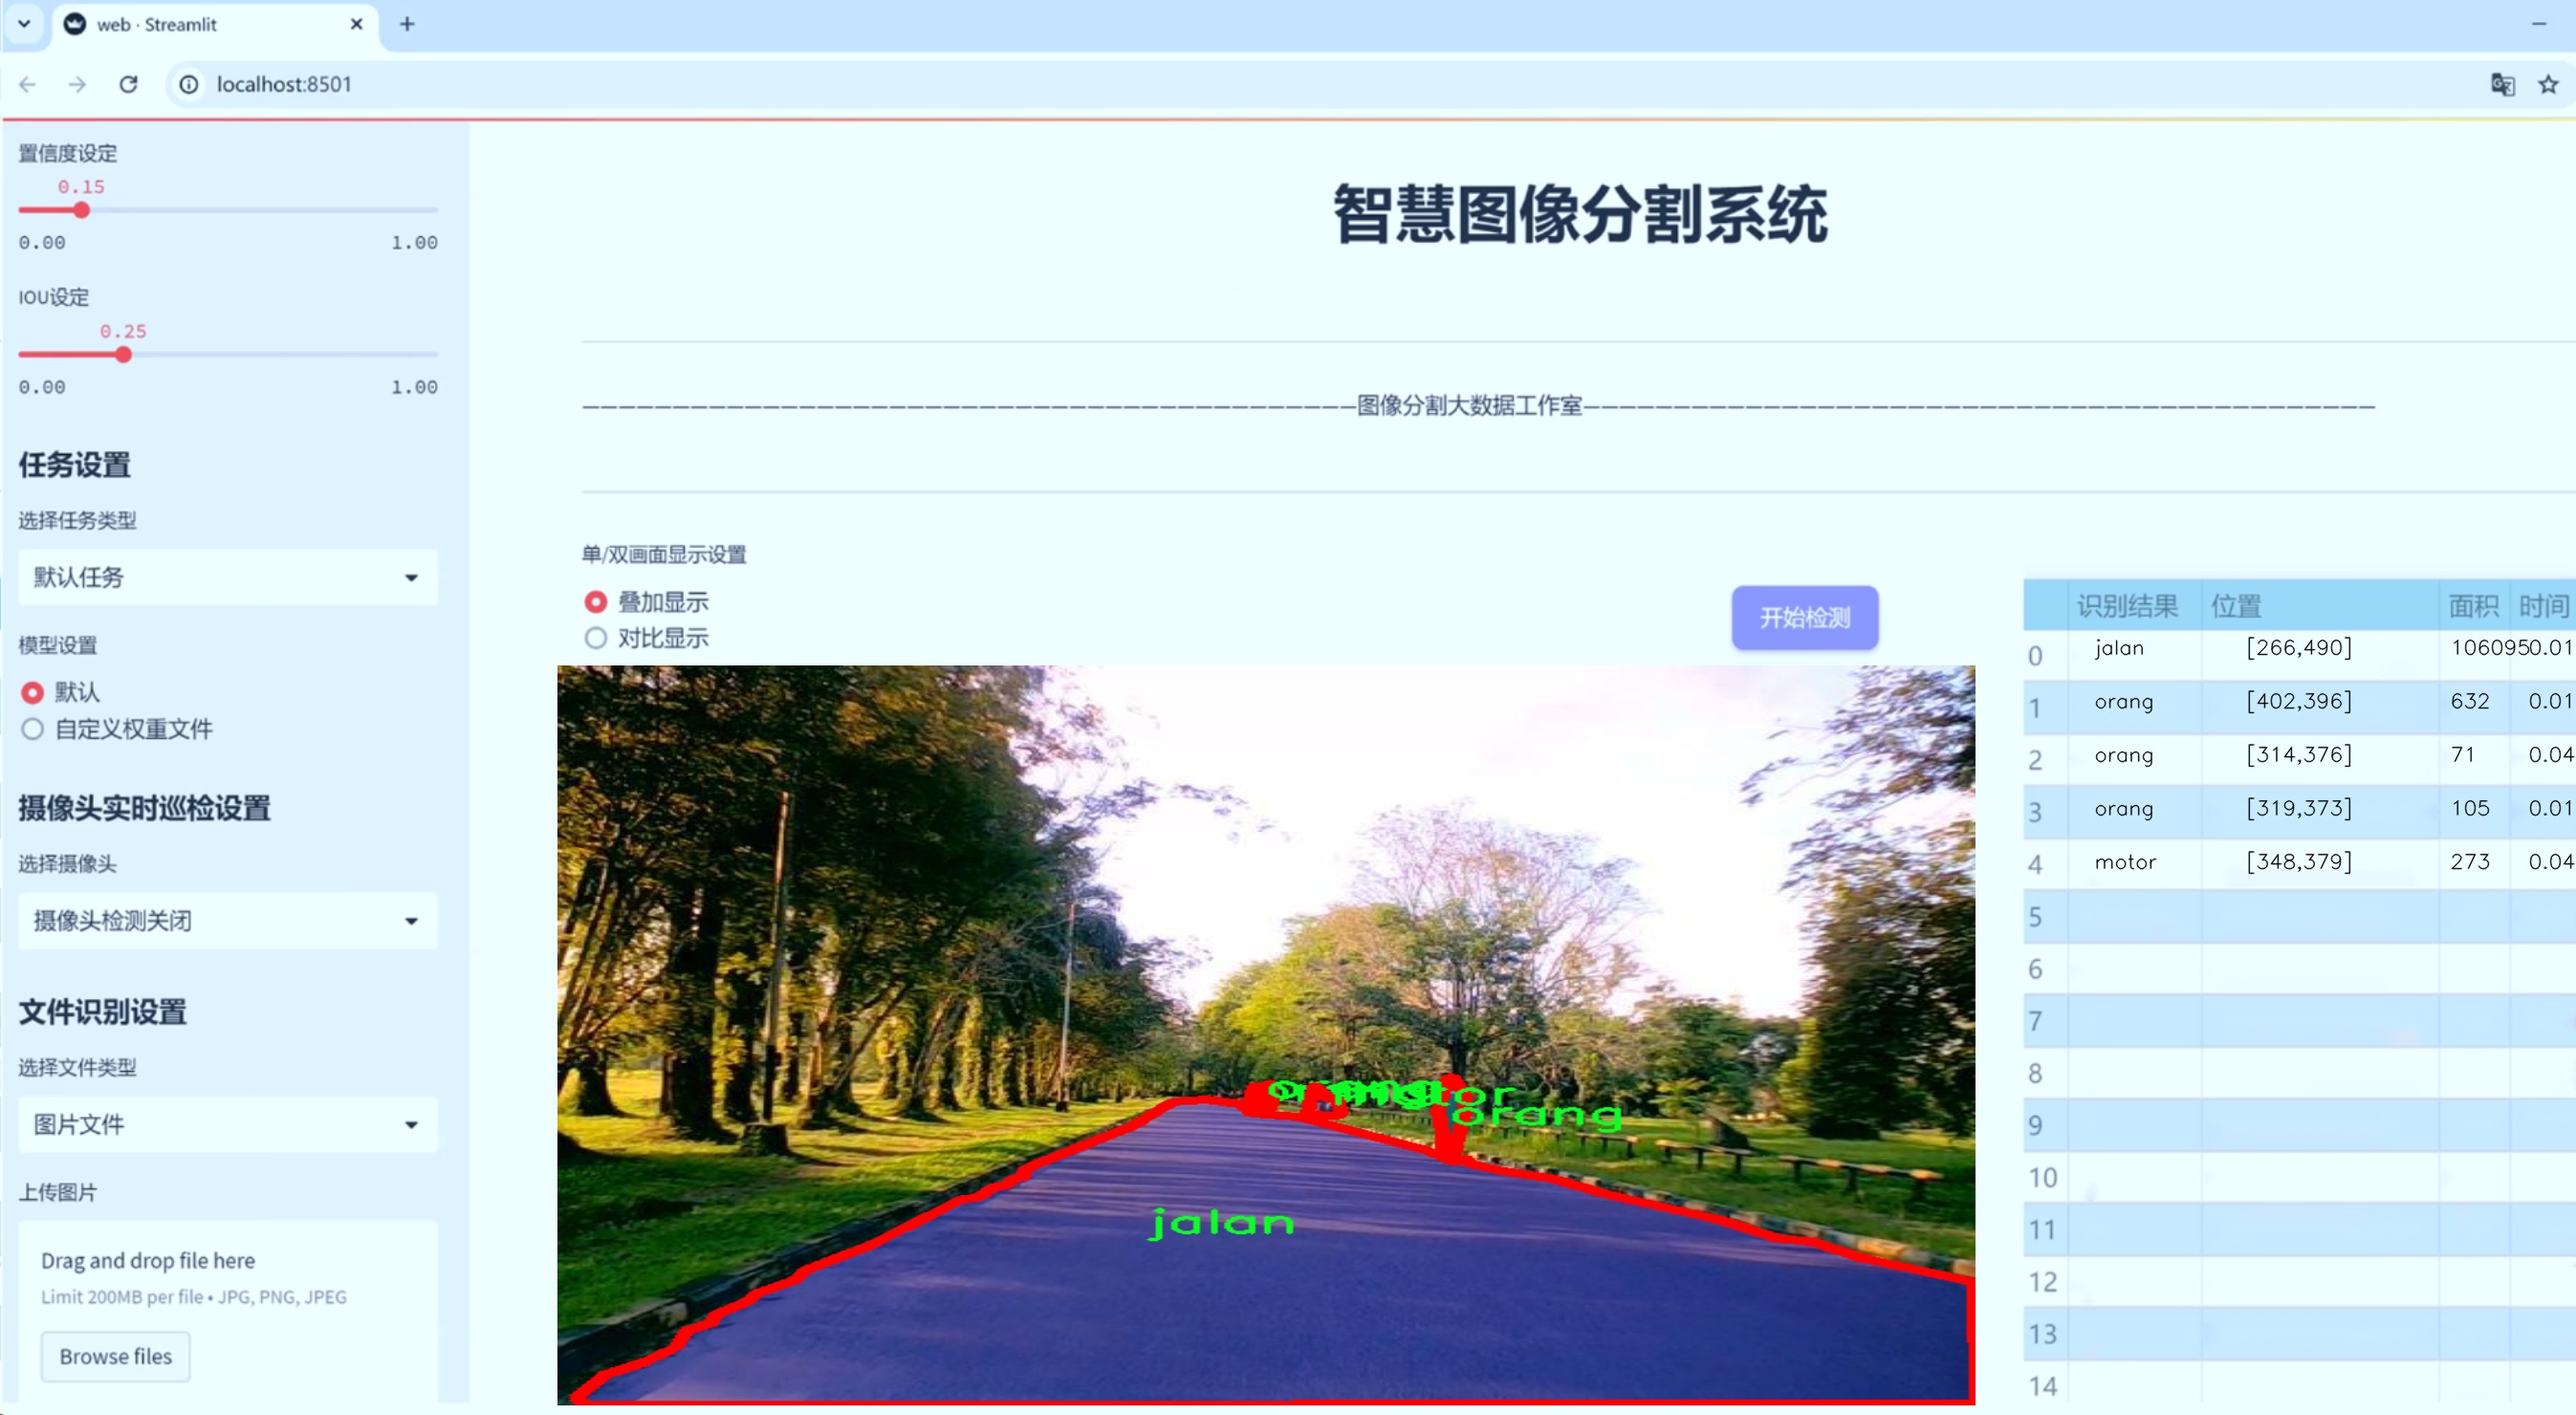 web · Streamlit
localhost:8501
置信度设定
0.15
0.00 1.00
IOU设定
0.25
0.00 1.00
任务设置
选择任务类型
默认任务
模型设置
默认
自定义权重文件
摄像头实时巡检设置
选择摄像头
摄像头检测关闭
文件识别设置
选择文件类型
图片文件
上传图片
Drag and drop file here
Limit 200MB per file • JPG, PNG, JPEG
Browse files
智慧图像分割系统
图像分割大数据工作室
单/双画面显示设置
叠加显示
对比显示
开始检测
orang
jalan
识别结果 位置 面积 时间
0 jalan [266,490] 1060950.01
1 orang [402,396] 632 0.01
2 orang [314,376] 71 0.04
3 orang [319,373] 105 0.01
4 motor [348,379] 273 0.04
5
6
7
8
9
10
11
12
13
14